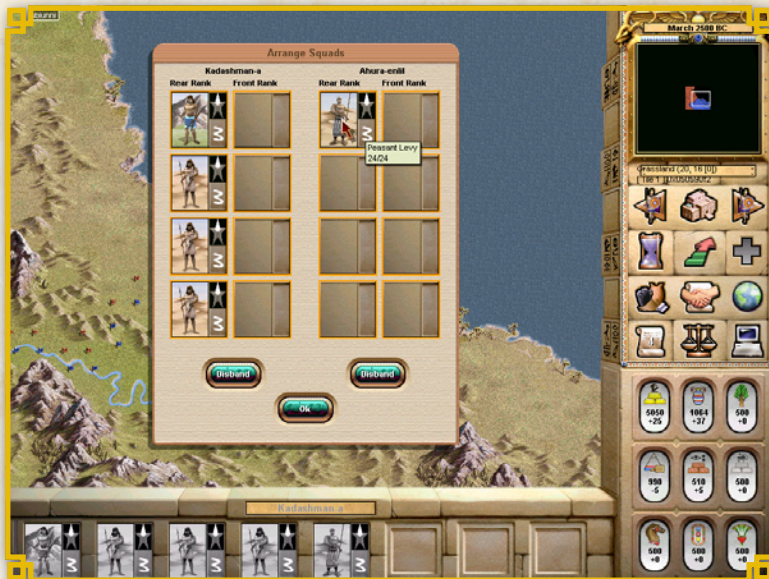 Arrange Squads
Kadashman-a
Ahura-enlil
Rear Rank Front Rank
Rear Rank Front Rank
Peasant Levy
24/24
Disband
Disband
Ok
Kadashman-a
March 2500 BC
Grassland (20, 16 [0])
5050
+25
1064
+37
500
+0
990
-5
510
+5
500
+0
500
+0
500
+0
500
+0